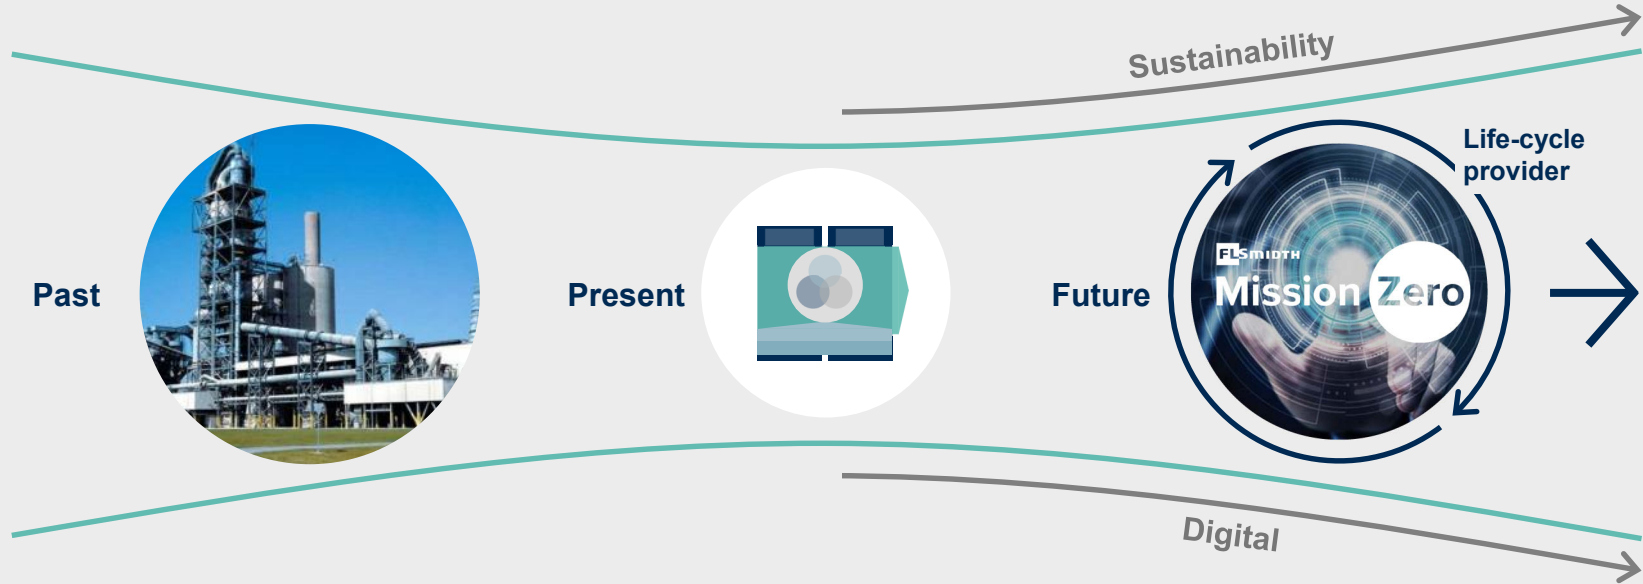 Sustainability
Life-cycle
provider
Past
Present
Future
FLSMIDTH
Mission Zero
Digital